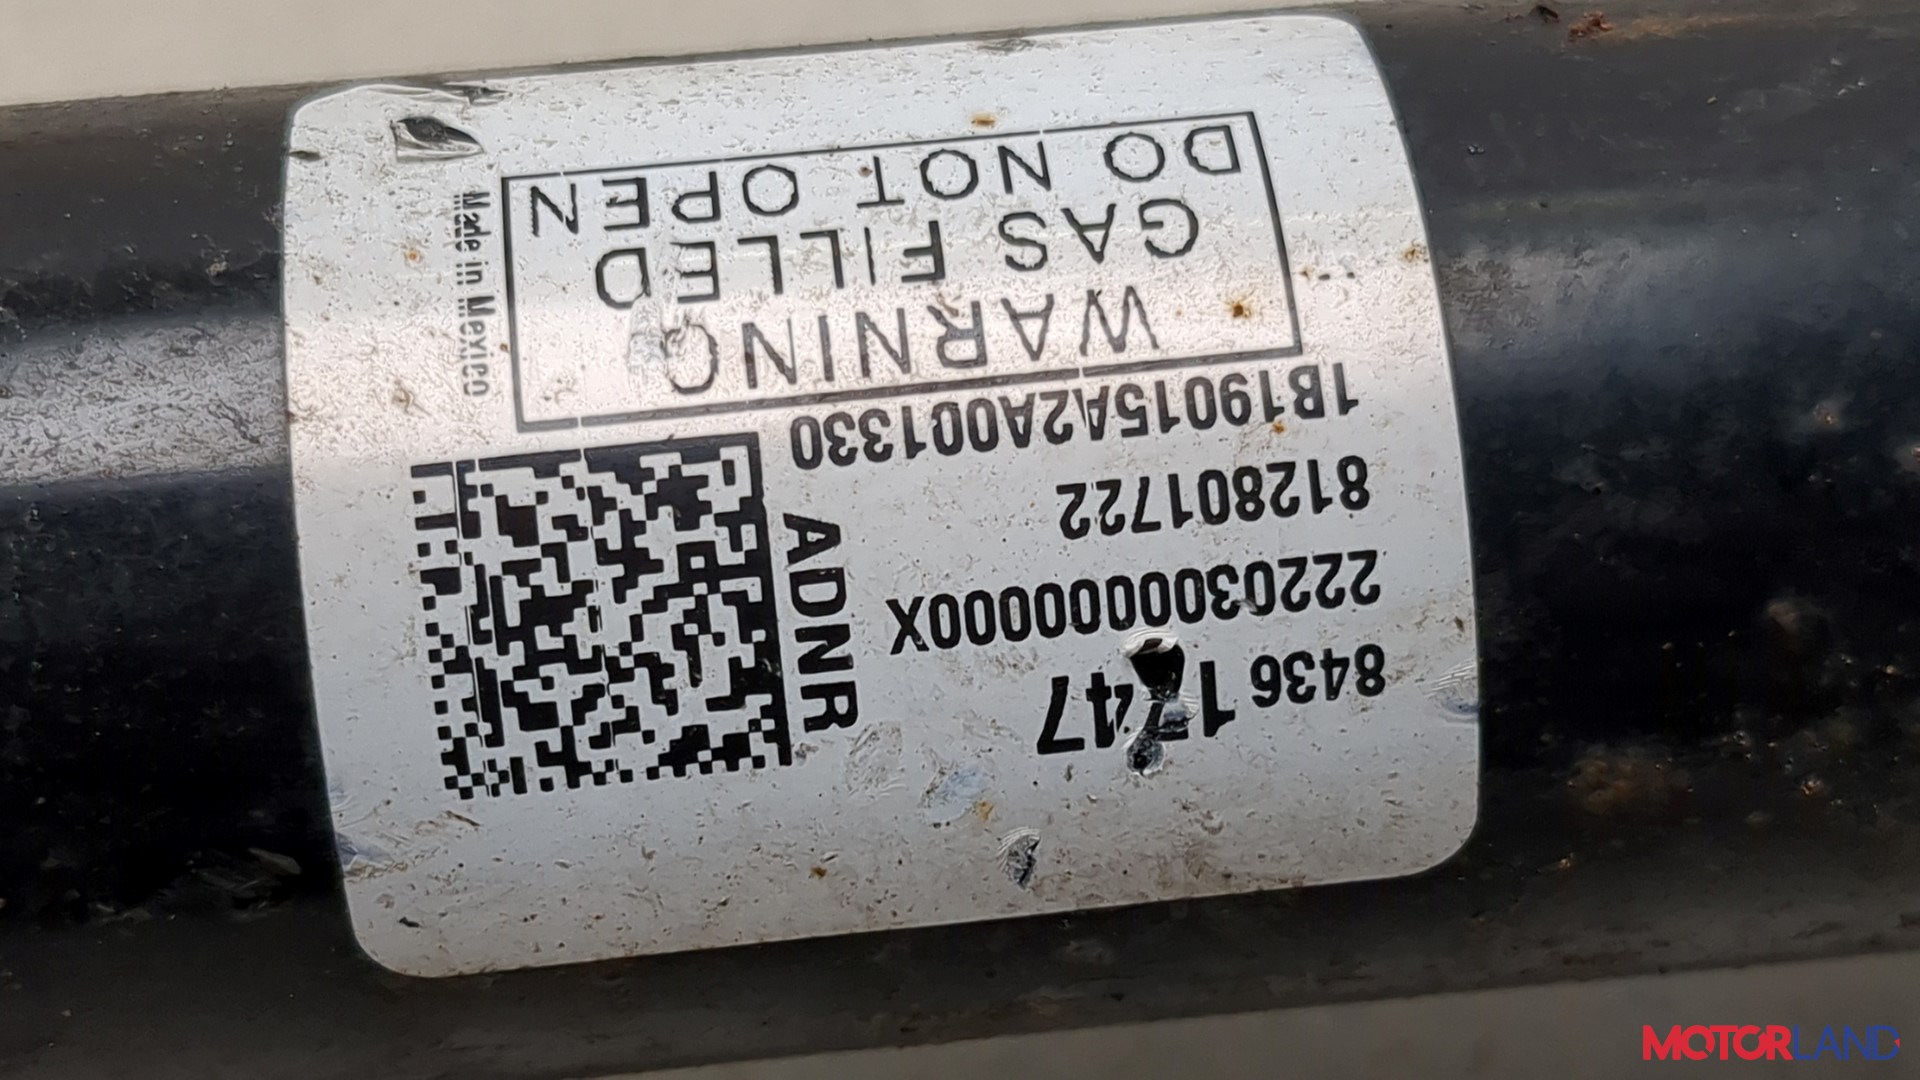 8436
2220300000000X
812801722
1B19015A2A001330
ADNR
WARNING
GAS FILLED
DO NOT OPEN
Made in Mexico
MOTORLAND